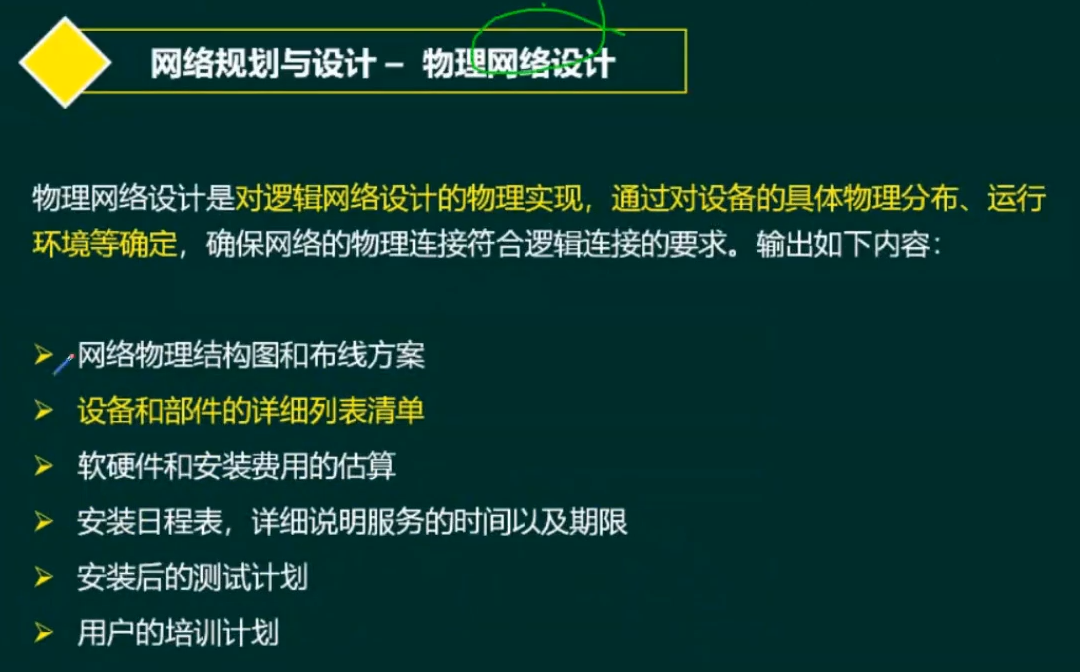 网络规划与设计 – 物理网络设计
物理网络设计是对逻辑网络设计的物理实现，通过对设备的具体物理分布、运行
环境等确定，确保网络的物理连接符合逻辑连接的要求。输出如下内容：
网络物理结构图和布线方案
设备和部件的详细列表清单
软硬件和安装费用的估算
安装日程表，详细说明服务的时间以及期限
安装后的测试计划
用户的培训计划